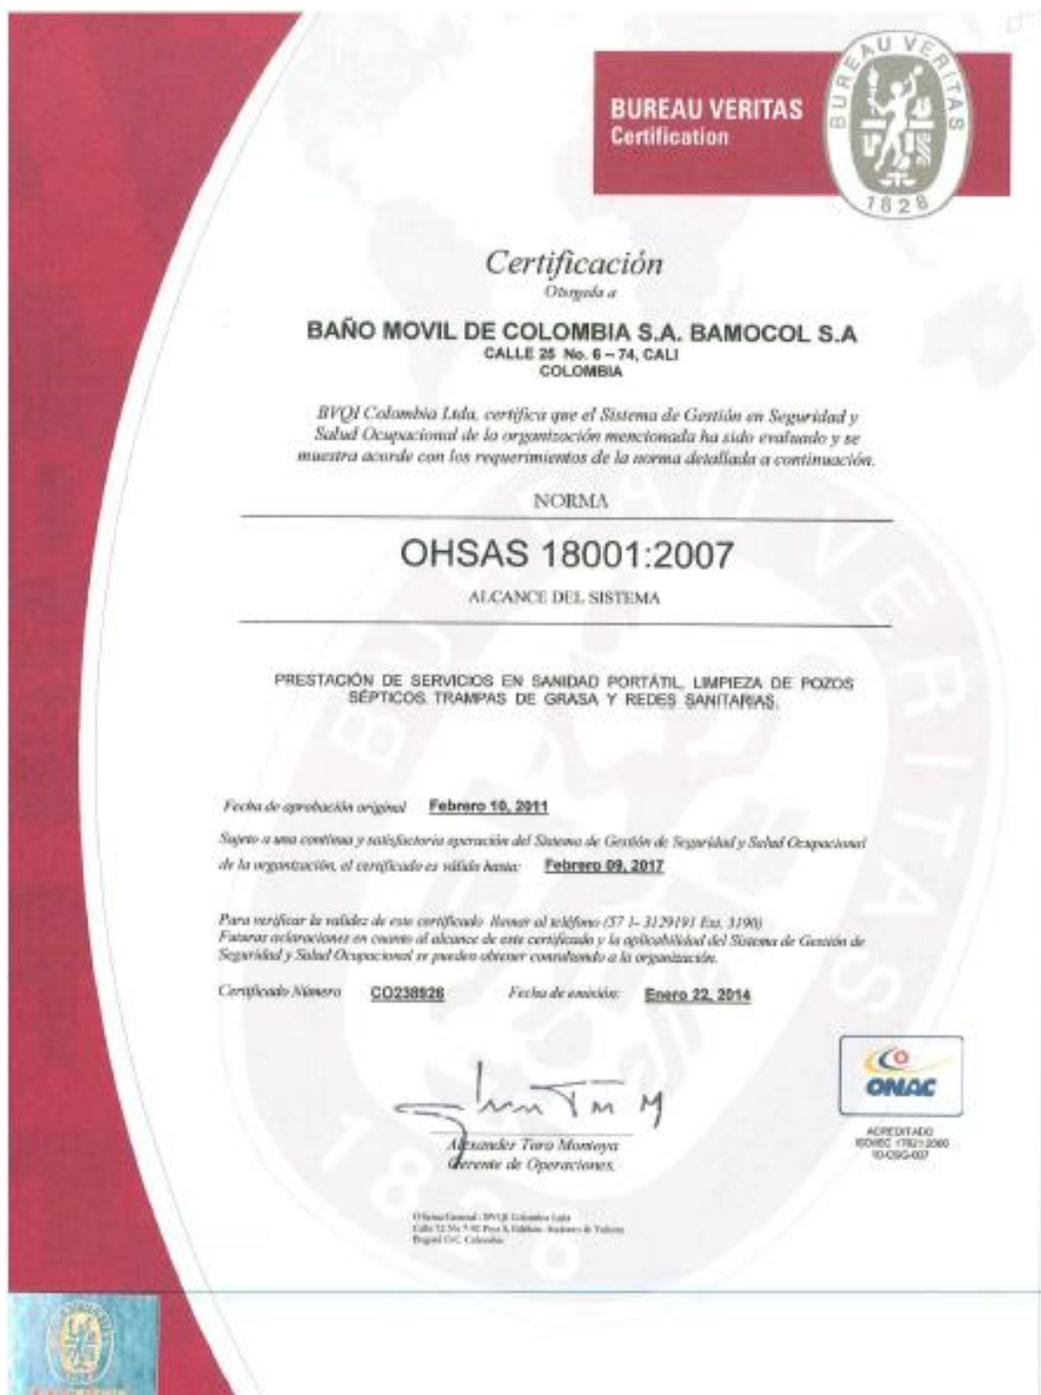 BUREAU VERITAS
Certification
BUREAU VERITAS
1828
Certificación
Otorgada a
BAÑO MOVIL DE COLOMBIA S.A. BAMOCOL S.A
CALLE 25 No. 6 – 74, CALI
COLOMBIA
BVQI Colombia Ltda. certifica que el Sistema de Gestión en Seguridad y
Salud Ocupacional de la organización mencionada ha sido evaluado y se
muestra acorde con los requerimientos de la norma detallada a continuación.
NORMA
OHSAS 18001:2007
ALCANCE DEL SISTEMA
PRESTACIÓN DE SERVICIOS EN SANIDAD PORTÁTIL, LIMPIEZA DE POZOS
SÉPTICOS, TRAMPAS DE GRASA Y REDES SANITARIAS.
Fecha de aprobación original Febrero 10, 2011
Sujeto a una continua y satisfactoria operación del Sistema de Gestión de Seguridad y Salud Ocupacional
de la organización, el certificado es válido hasta: Febrero 09, 2017
Para verificar la validez de este certificado llamar al teléfono (57 1- 3129191 Ext. 3190)
Futuras aclaraciones en cuanto al alcance de este certificado y la aplicabilidad del Sistema de Gestión de
Seguridad y Salud Ocupacional se pueden obtener consultando a la organización.
Certificado Número CO238926 Fecha de emisión: Enero 22, 2014
Alexander Toro Montoya
Gerente de Operaciones.
ONAC
ACREDITADO
10-CSG-007
BVQI Colombia Ltda
Bogotá D.C. Colombia